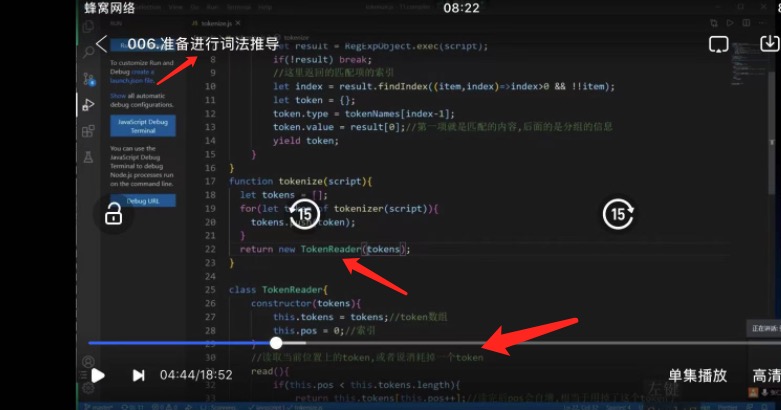 蜂窝网络 08:22
tokenize.js
006.准备进行词法推导
RUN
let result = RegExpObject.exec(script);
To customize Run and
Debug create a
launch.json file.
Show all automatic
debug configurations.
JavaScript Debug
Terminal
You can use the
JavaScript Debug
Terminal to debug
Node.js processes run
on the command line.
Debug URL
8 if(!result) break;
9 //这里返回的匹配项的索引
10 let index = result.findIndex((item,index)=>index>0 && !!item);
11 let token = {};
12 token.type = tokenNames[index-1];
13 token.value = result[0];//第一项就是匹配的内容,后面的是分组的信息
14 yield token;
15 }
16 }
17 function tokenize(script){
18 let tokens = [];
19 for(let of tokenizer(script)){
20 token);
21 }
22 return new TokenReader(tokens);
23 }
24
25 class TokenReader{
26 constructor(tokens){
27 this.tokens = tokens;//token数组
28 this.pos = 0;//索引
}
//读取当前位置上的token,或者说消耗掉一个token
read(){
if(this.pos < this.tokens.length){
return this.tokens[this.pos++];
15
15
正在讲话:
04:44/18:52
单集播放
高清
左键